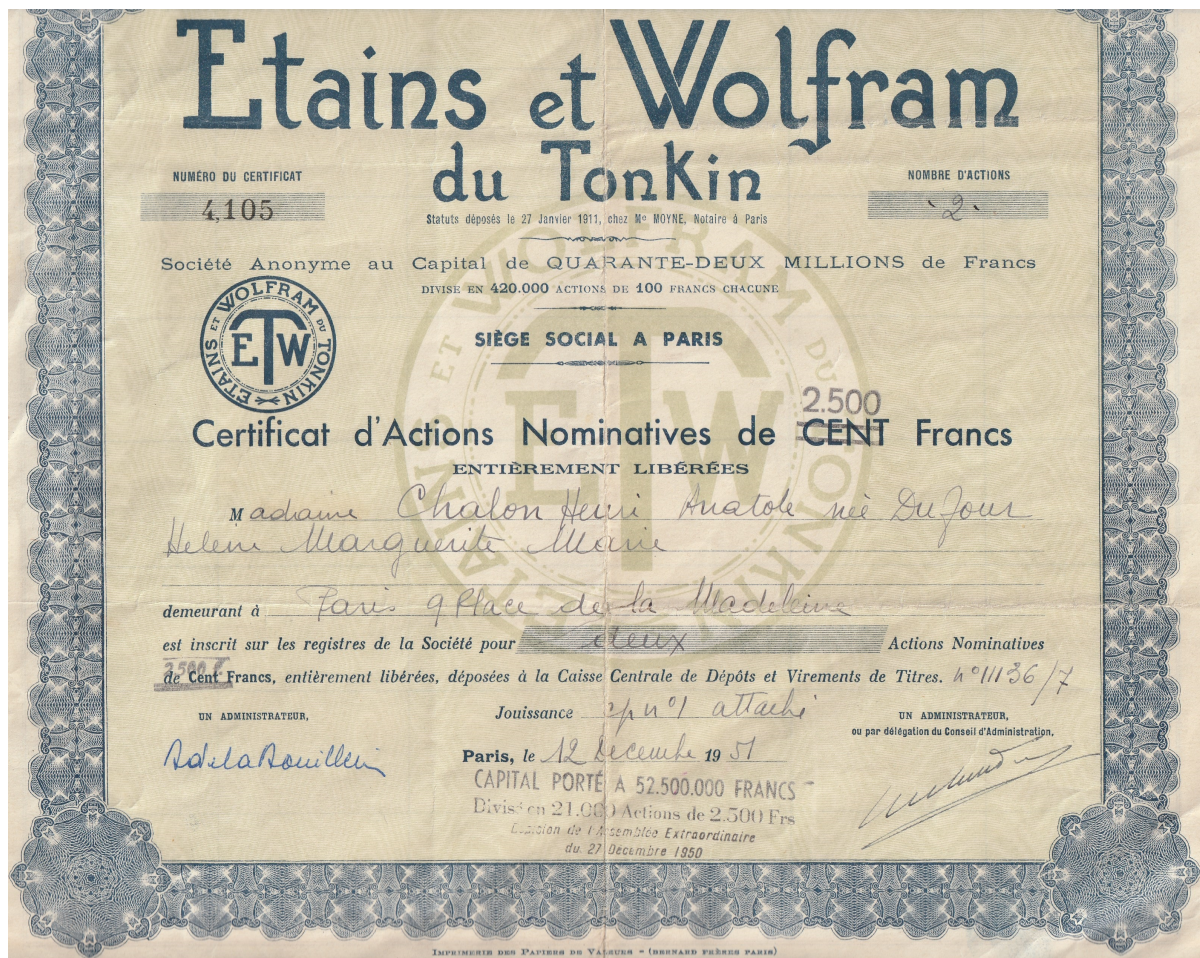 Etains et Wolfram
du Tonkin
NUMÉRO DU CERTIFICAT
4,105
NOMBRE D'ACTIONS
2
Statuts déposés le 27 Janvier 1911, chez Me MOYNE, Notaire à Paris
Société Anonyme au Capital de QUARANTE-DEUX MILLIONS de Francs
DIVISE EN 420.000 ACTIONS DE 100 FRANCS CHACUNE
ETAINS ET WOLFRAM DU TONKIN
ETW
SIÈGE SOCIAL A PARIS
ETAINS ET WOLFRAM DU TONKIN
ETW
2.500
Certificat d'Actions Nominatives de CENT Francs
ENTIÈREMENT LIBÉRÉES
Madame Chalon Henri Anatole née Dufour
Helene Marguerite Marie
demeurant à Paris 9 Place de la Madeleine
est inscrit sur les registres de la Société pour deux Actions Nominatives
2.500 F
de Cent Francs, entièrement libérées, déposées à la Caisse Centrale de Dépôts et Virements de Titres. n° 11136/7
Jouissance cp n°1 attaché
UN ADMINISTRATEUR,
UN ADMINISTRATEUR,
ou par délégation du Conseil d'Administration,
Paris, le 12 Decembre 1951
CAPITAL PORTÉ A 52.500.000 FRANCS
Divisé en 21.000 Actions de 2.500 Frs
Décision de l'Assemblée Extraordinaire
du 27 Decembre 1950
IMPRIMERIE DES PAPIERS DE VALEURS - (BERNARD FRÈRES PARIS)